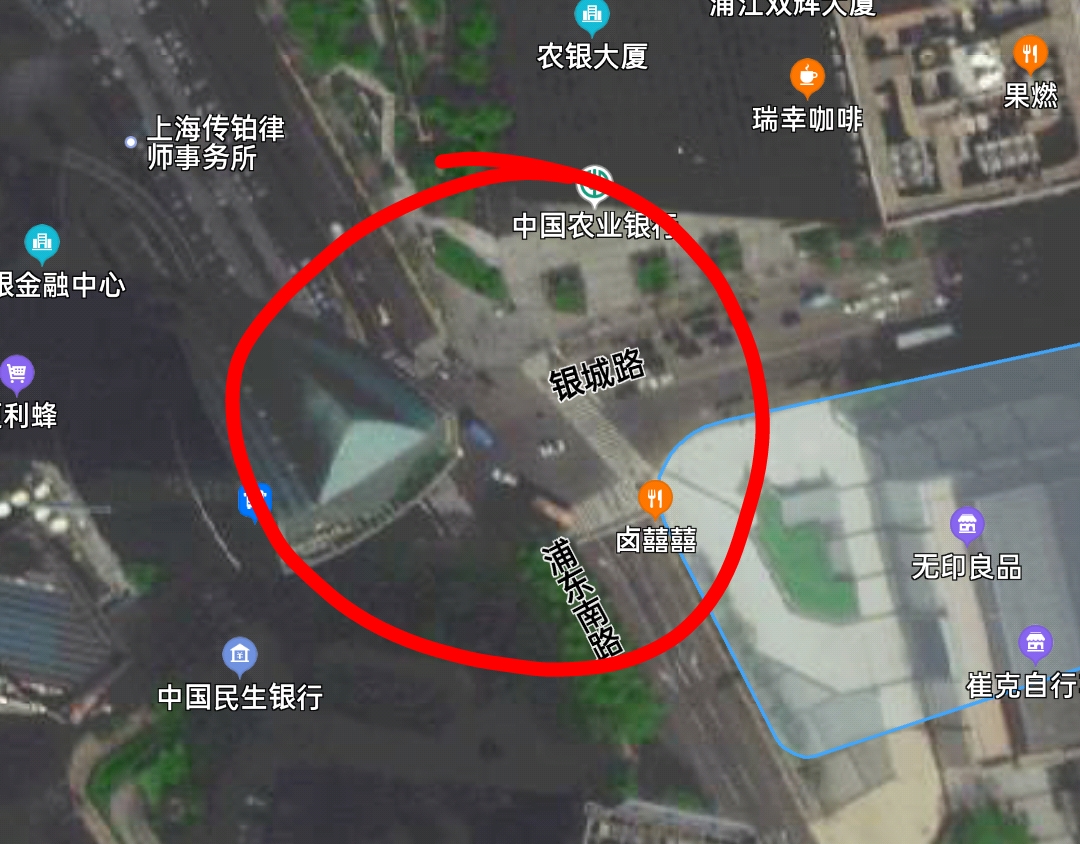 浦江双辉大厦
农银大厦
果燃
瑞幸咖啡
上海传铂律
师事务所
中国农业银行
银金融中心
利蜂
银城路
卤囍囍
无印良品
浦东南路
崔克自行
中国民生银行